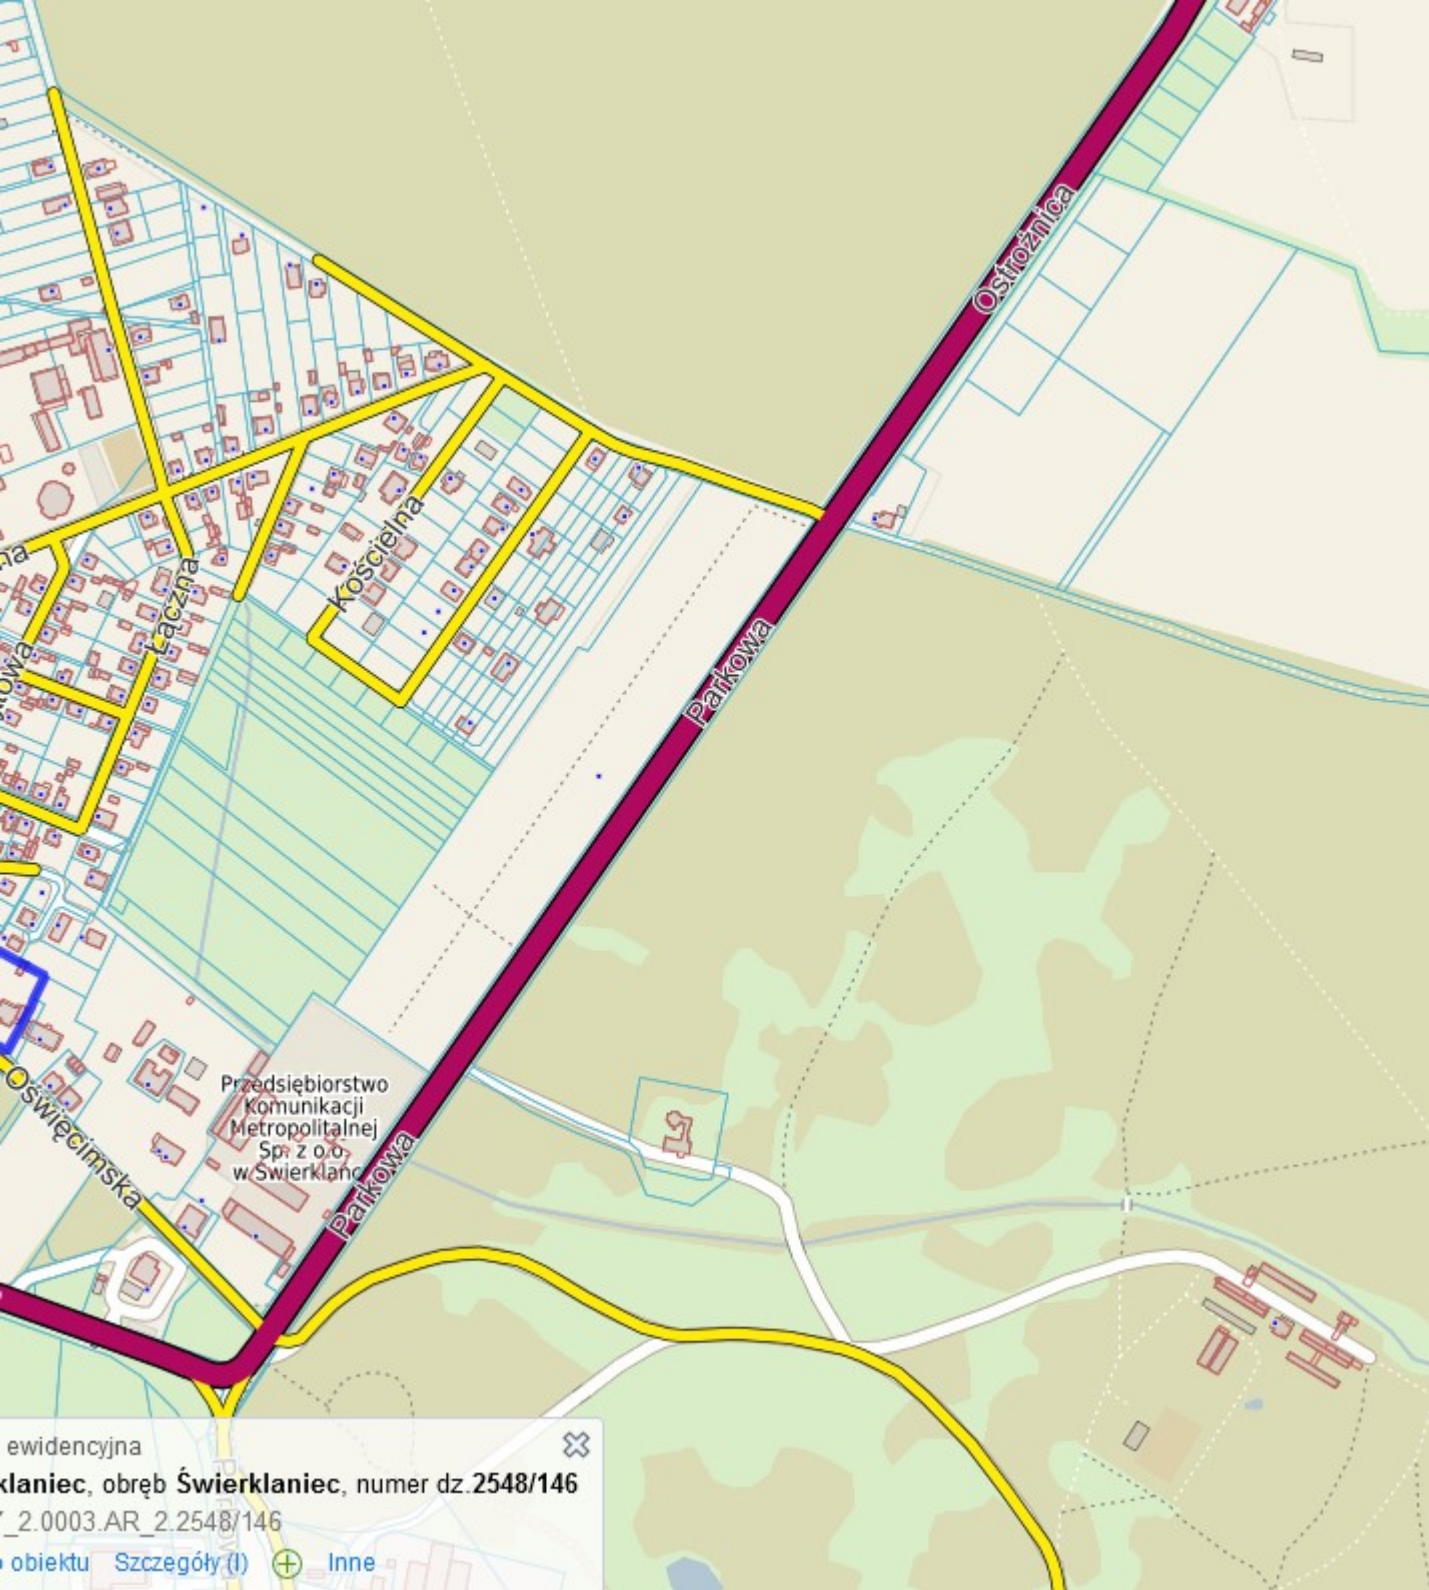 Ostrożnica
Kościelna
Łączna
Parkowa
Oświęcimska
Przedsiębiorstwo
Komunikacji
Metropolitalnej
Sp. z o.o.
w Świerklańc
Parkowa
ewidencyjna
klaniec, obręb Świerklaniec, numer dz.2548/146
_2.0003.AR_2.2548/146
obiektu Szczegóły (I) Inne